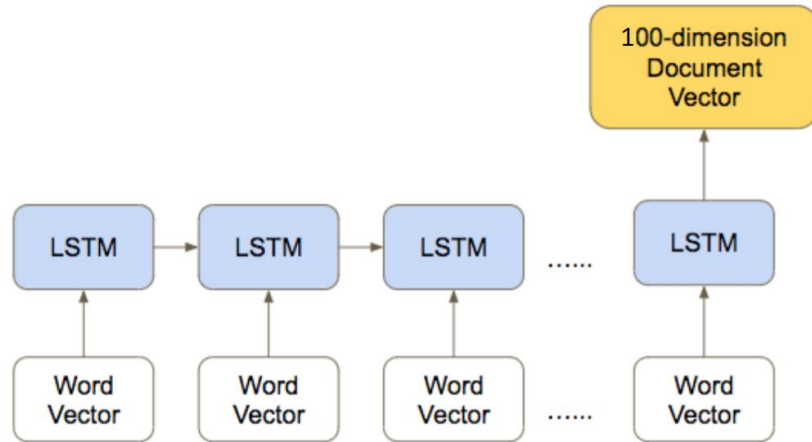 100-dimension
Document
Vector
LSTM
LSTM
LSTM
......
LSTM
Word
Vector
Word
Vector
Word
Vector
......
Word
Vector